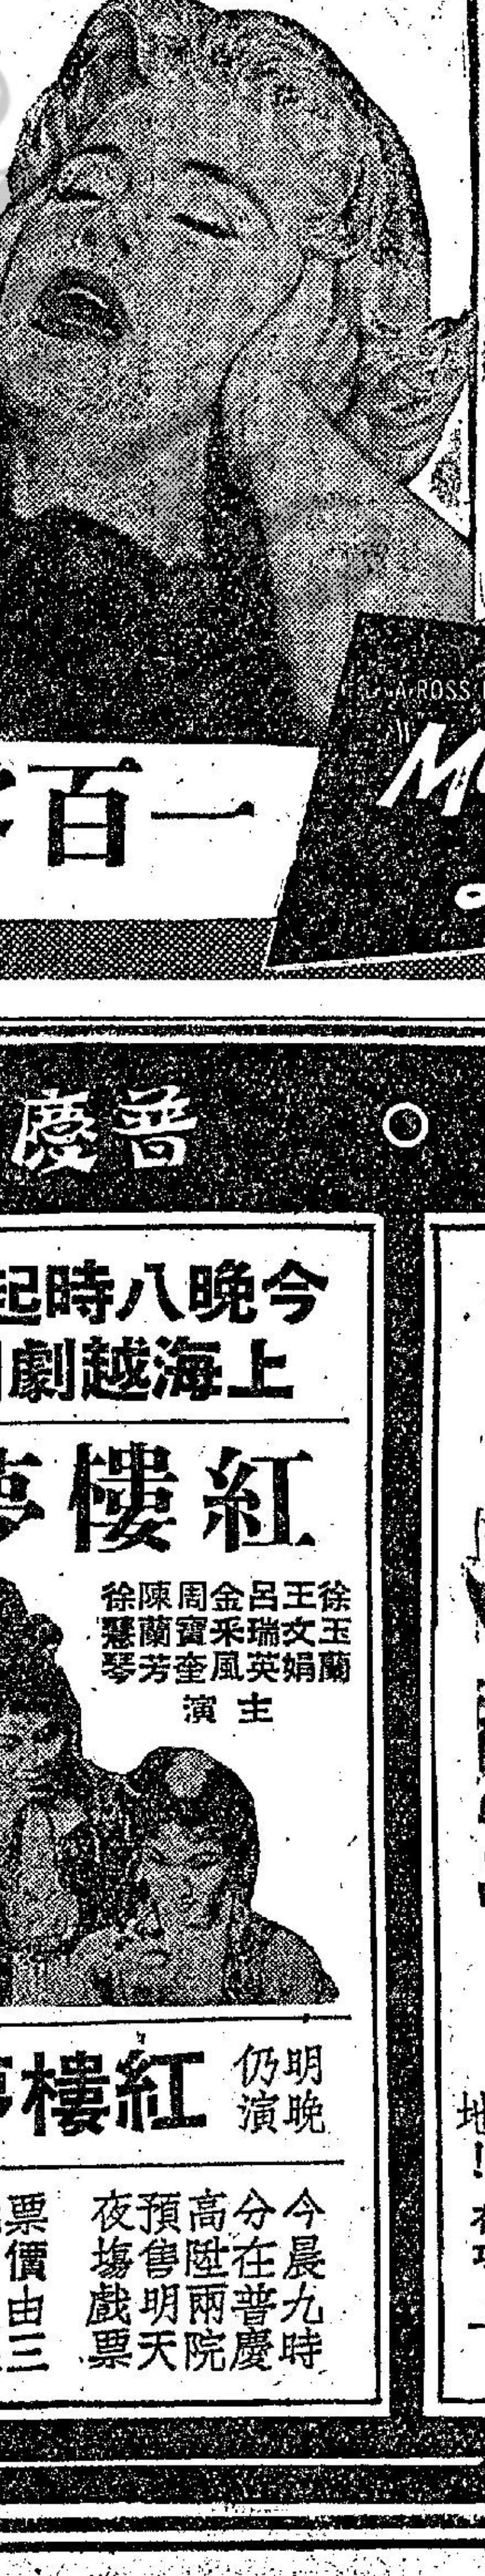 A ROSS
一百
普慶
今晚八時起
上海越劇
紅樓夢
徐玉蘭
王文娟
呂瑞英
金采風
周寶奎
陳蘭芳
徐慧琴
主演
明晚
仍演
紅樓夢
今晨九時
分在普慶
高陞兩院
預售明天
夜場戲票
票價由三
地！